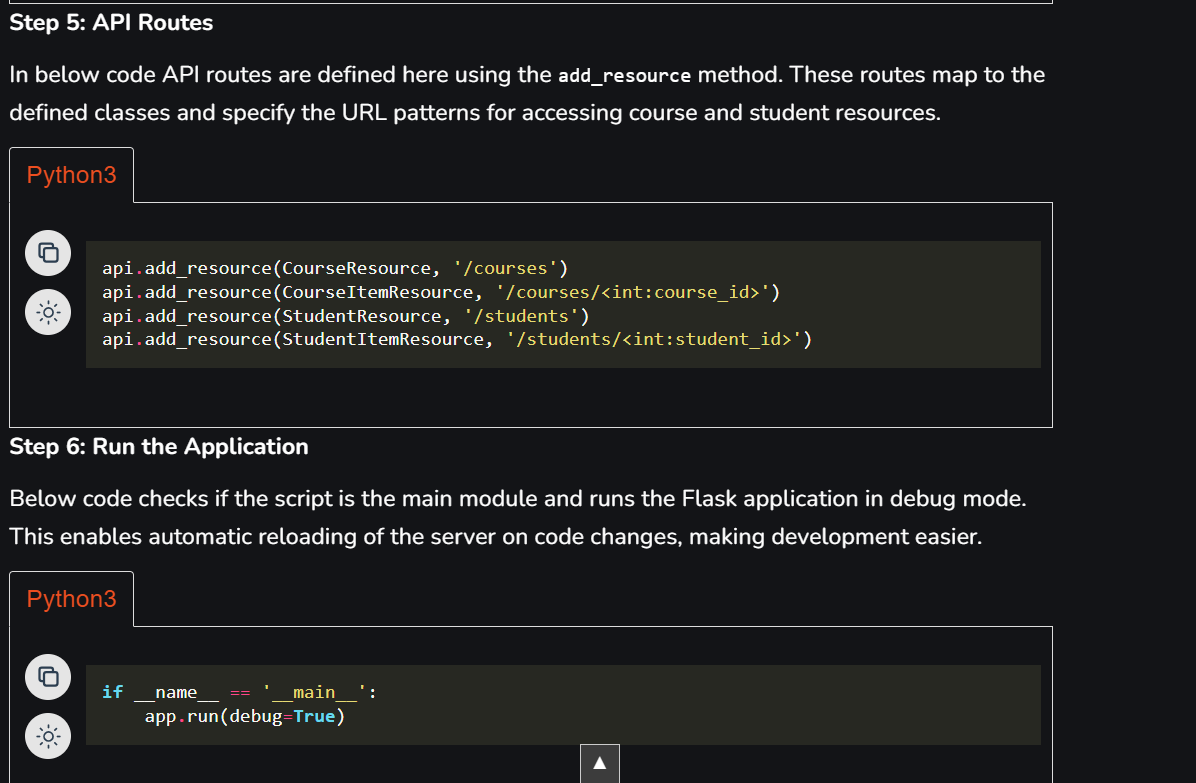 Step 5: API Routes
In below code API routes are defined here using the add_resource method. These routes map to the
defined classes and specify the URL patterns for accessing course and student resources.
Python3
api.add_resource(CourseResource, '/courses')
api.add_resource(CourseItemResource, '/courses/<int:course_id>')
api.add_resource(StudentResource, '/students')
api.add_resource(StudentItemResource, '/students/<int:student_id>')
Step 6: Run the Application
Below code checks if the script is the main module and runs the Flask application in debug mode.
This enables automatic reloading of the server on code changes, making development easier.
Python3
if __name__ == '__main__':
    app.run(debug=True)